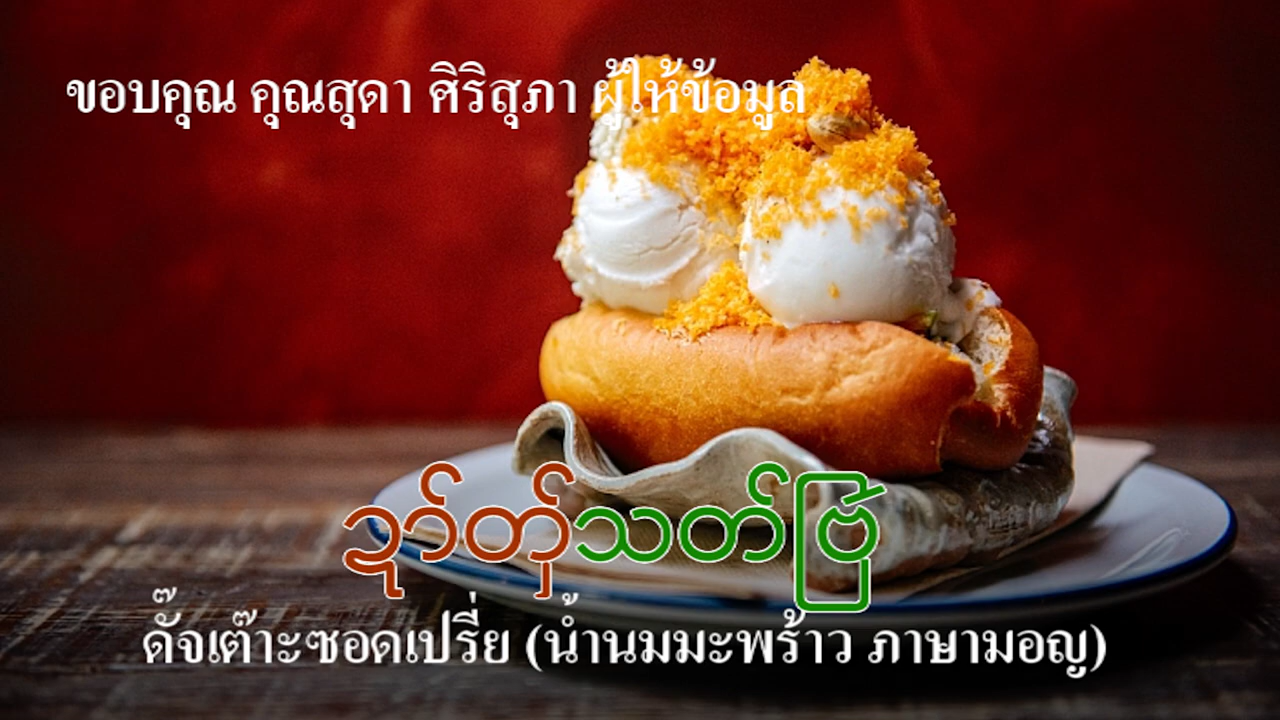 ขอบคุณ คุณสุดา ศิริสุภา ผู้ให้ข้อมูล
ဍာ်တှ်သတ်ဗြဲ
ดั๊จเต๊าะซอดเปรี่ย (น้ำนมมะพร้าว ภาษามอญ)